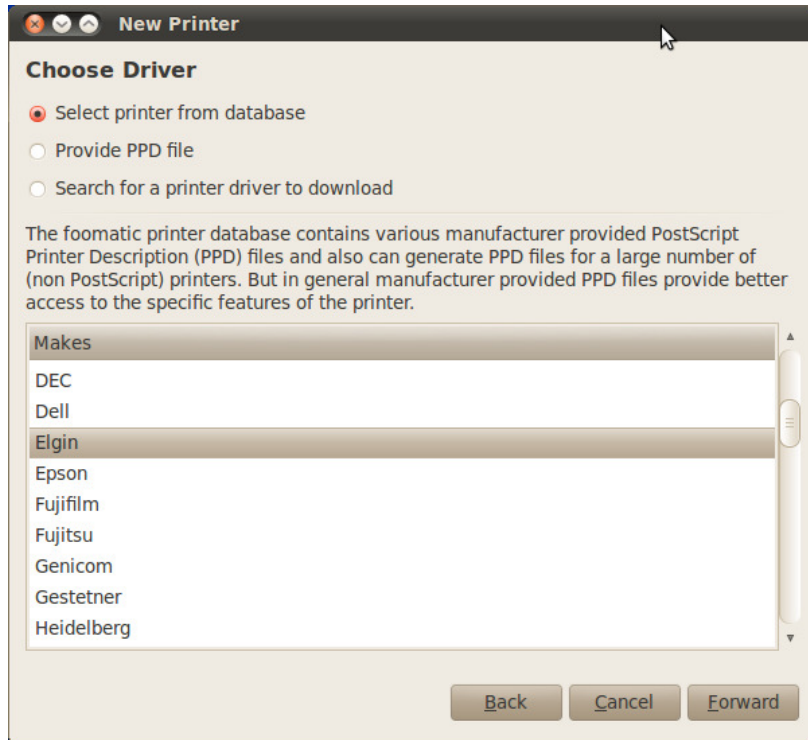 New Printer
Choose Driver
Select printer from database
Provide PPD file
Search for a printer driver to download
The foomatic printer database contains various manufacturer provided PostScript
Printer Description (PPD) files and also can generate PPD files for a large number of
(non PostScript) printers. But in general manufacturer provided PPD files provide better
access to the specific features of the printer.
Makes
DEC
Dell
Elgin
Epson
Fujifilm
Fujitsu
Genicom
Gestetner
Heidelberg
Back Cancel Forward